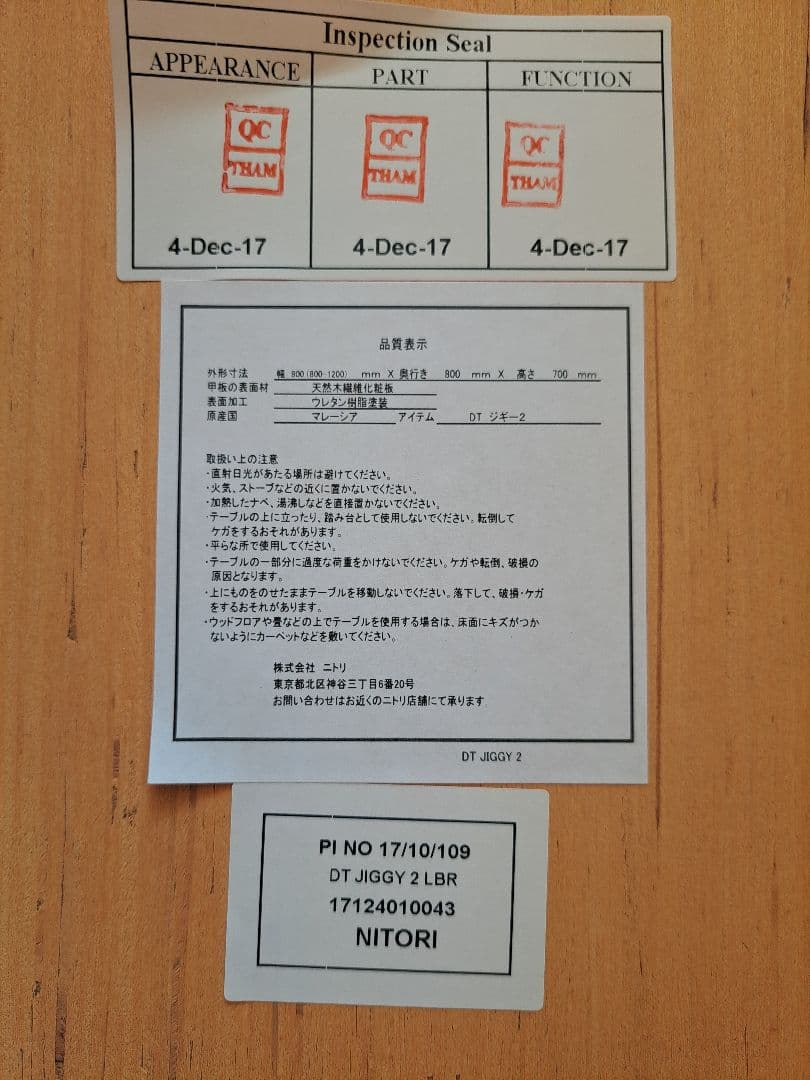 Inspection Seal
APPEARANCE PART FUNCTION
QC QC QC
THAM THAM THAM
4-Dec-17 4-Dec-17 4-Dec-17
品質表示
外形寸法 幅 800(800-1200) mm X 奥行き 800 mm X 高さ 700 mm
甲板の表面材 天然木繊維化粧板
表面加工 ウレタン樹脂塗装
原産国 マレーシア アイテム DT ジギー2
取扱い上の注意
・直射日光があたる場所は避けてください。
・火気、ストーブなどの近くに置かないでください。
・加熱したナベ、湯沸しなどを直接置かないでください。
・テーブルの上に立ったり、踏み台として使用しないでください。転倒して
ケガをするおそれがあります。
・平らな所で使用してください。
・テーブルの一部分に過度な荷重をかけないでください。ケガや転倒、破損の
原因となります。
・上にものをのせたままテーブルを移動しないでください。落下して、破損・ケガ
をするおそれがあります。
・ウッドフロアや畳などの上でテーブルを使用する場合は、床面にキズがつか
ないようにカーペットなどを敷いてください。
株式会社 ニトリ
東京都北区神谷三丁目6番20号
お問い合わせはお近くのニトリ店舗にて承ります
DT JIGGY 2
PI NO 17/10/109
DT JIGGY 2 LBR
17124010043
NITORI